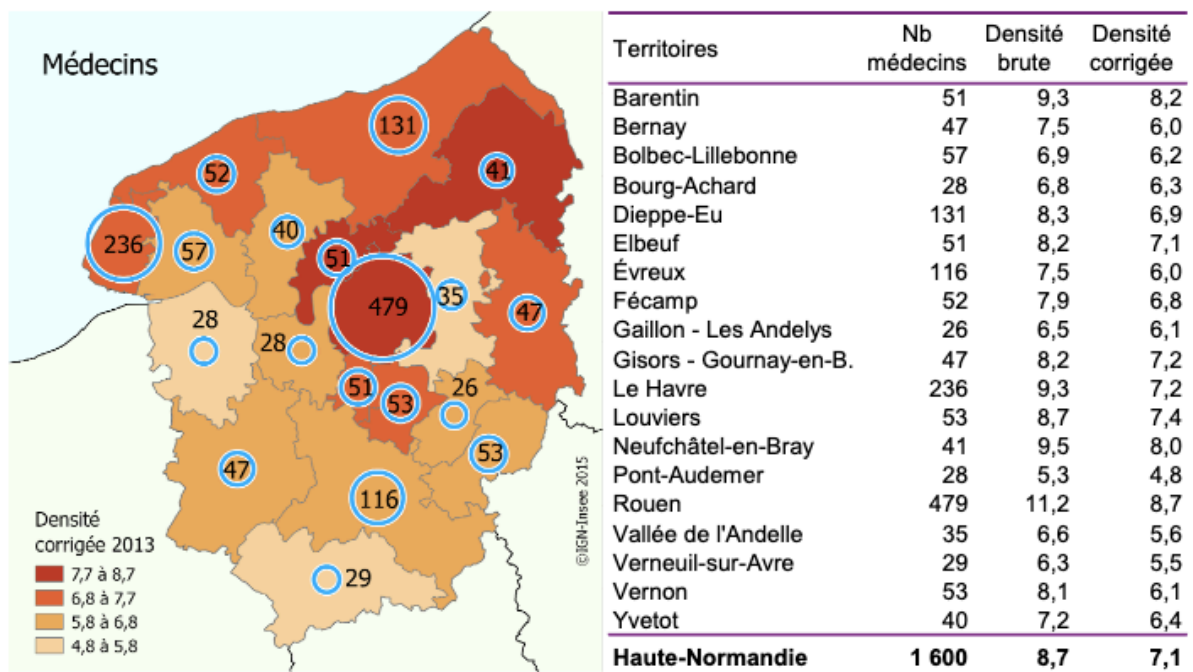 Médecins
131
52
41
236
57
40
51
479
35
28
28
47
51
53
26
53
47
116
29
Densité
corrigée 2013
7,7 à 8,7
6,8 à 7,7
5,8 à 6,8
4,8 à 5,8
©IGN-Insee 2015
Territoires Nb médecins Densité brute Densité corrigée
Barentin 51 9,3 8,2
Bernay 47 7,5 6,0
Bolbec-Lillebonne 57 6,9 6,2
Bourg-Achard 28 6,8 6,3
Dieppe-Eu 131 8,3 6,9
Elbeuf 51 8,2 7,1
Évreux 116 7,5 6,0
Fécamp 52 7,9 6,8
Gaillon - Les Andelys 26 6,5 6,1
Gisors - Gournay-en-B. 47 8,2 7,2
Le Havre 236 9,3 7,2
Louviers 53 8,7 7,4
Neufchâtel-en-Bray 41 9,5 8,0
Pont-Audemer 28 5,3 4,8
Rouen 479 11,2 8,7
Vallée de l'Andelle 35 6,6 5,6
Verneuil-sur-Avre 29 6,3 5,5
Vernon 53 8,1 6,1
Yvetot 40 7,2 6,4
Haute-Normandie 1 600 8,7 7,1